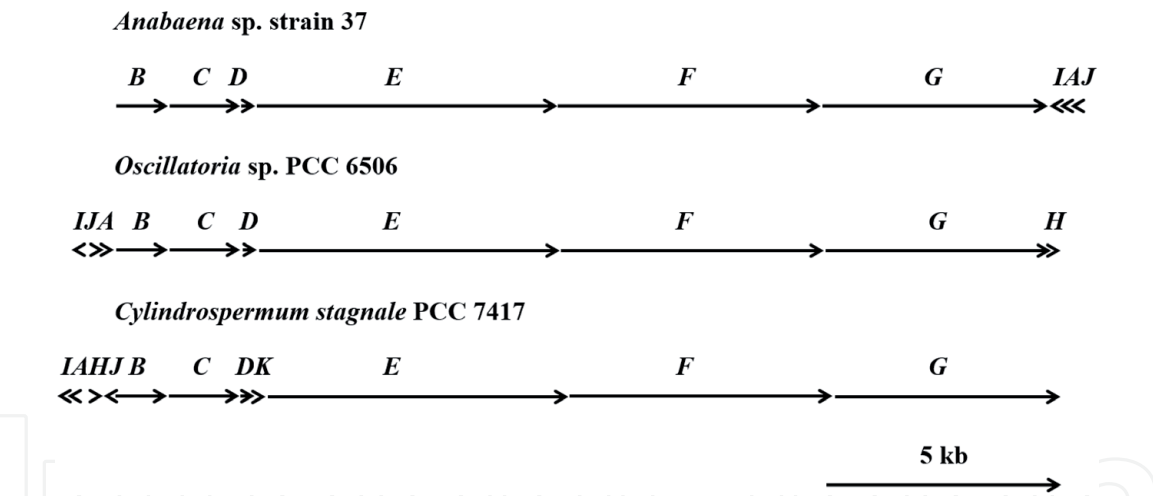 Anabaena sp. strain 37
B C D E F G IAJ
Oscillatoria sp. PCC 6506
IJA B C D E F G H
Cylindrospermum stagnale PCC 7417
IAHJ B C DK E F G
5 kb